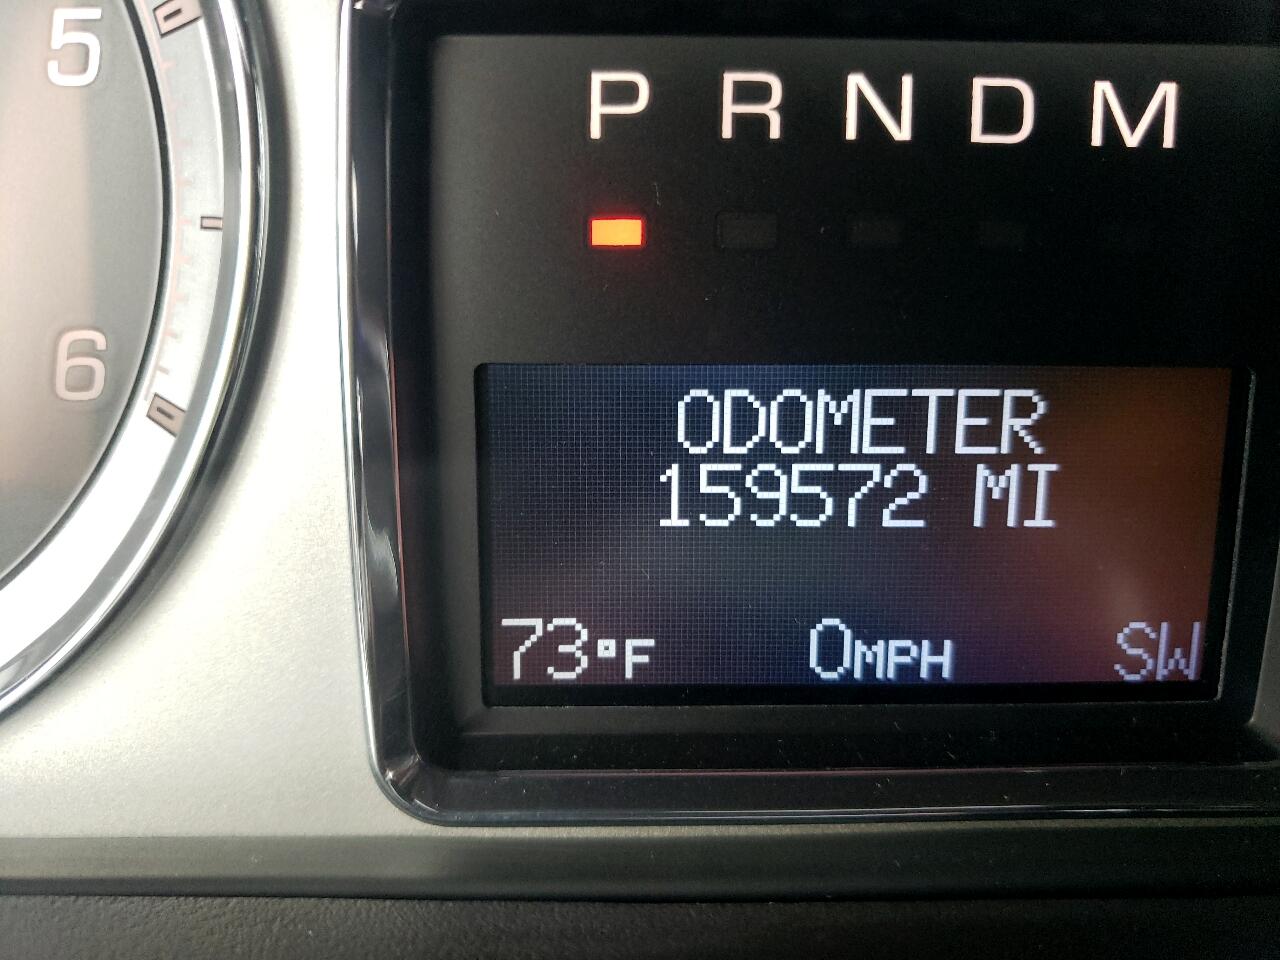 5
6
P R N D M
ODOMETER
159572 MI
73°F 0MPH SW